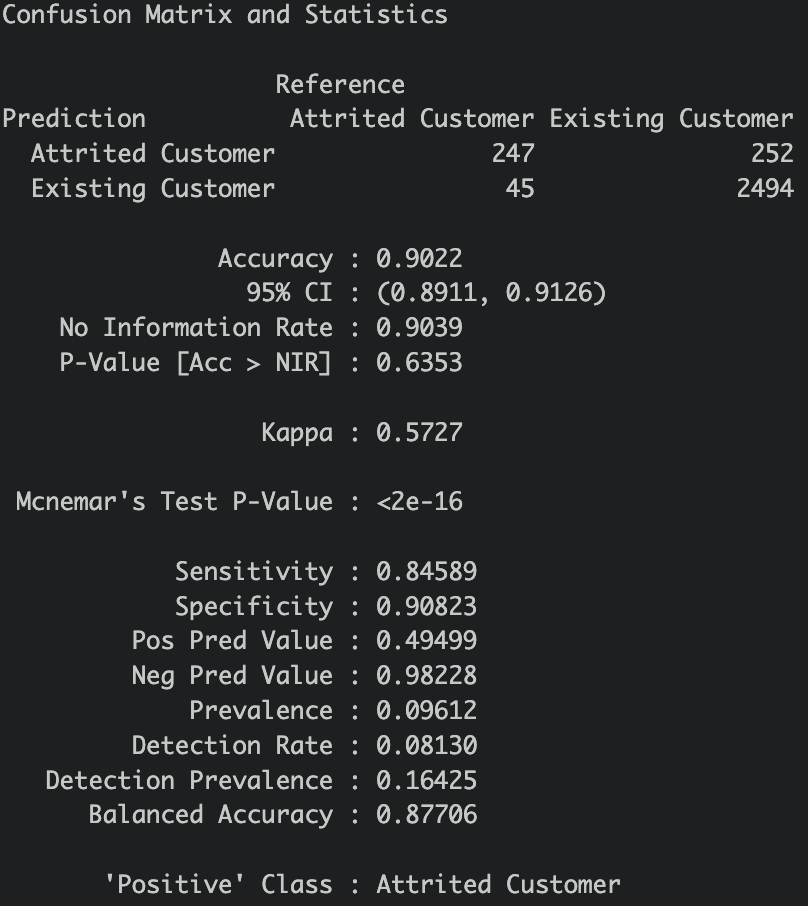 Confusion Matrix and Statistics
Reference
Prediction Attrited Customer Existing Customer
Attrited Customer 247 252
Existing Customer 45 2494
Accuracy : 0.9022
95% CI : (0.8911, 0.9126)
No Information Rate : 0.9039
P-Value [Acc > NIR] : 0.6353
Kappa : 0.5727
Mcnemar's Test P-Value : <2e-16
Sensitivity : 0.84589
Specificity : 0.90823
Pos Pred Value : 0.49499
Neg Pred Value : 0.98228
Prevalence : 0.09612
Detection Rate : 0.08130
Detection Prevalence : 0.16425
Balanced Accuracy : 0.87706
'Positive' Class : Attrited Customer